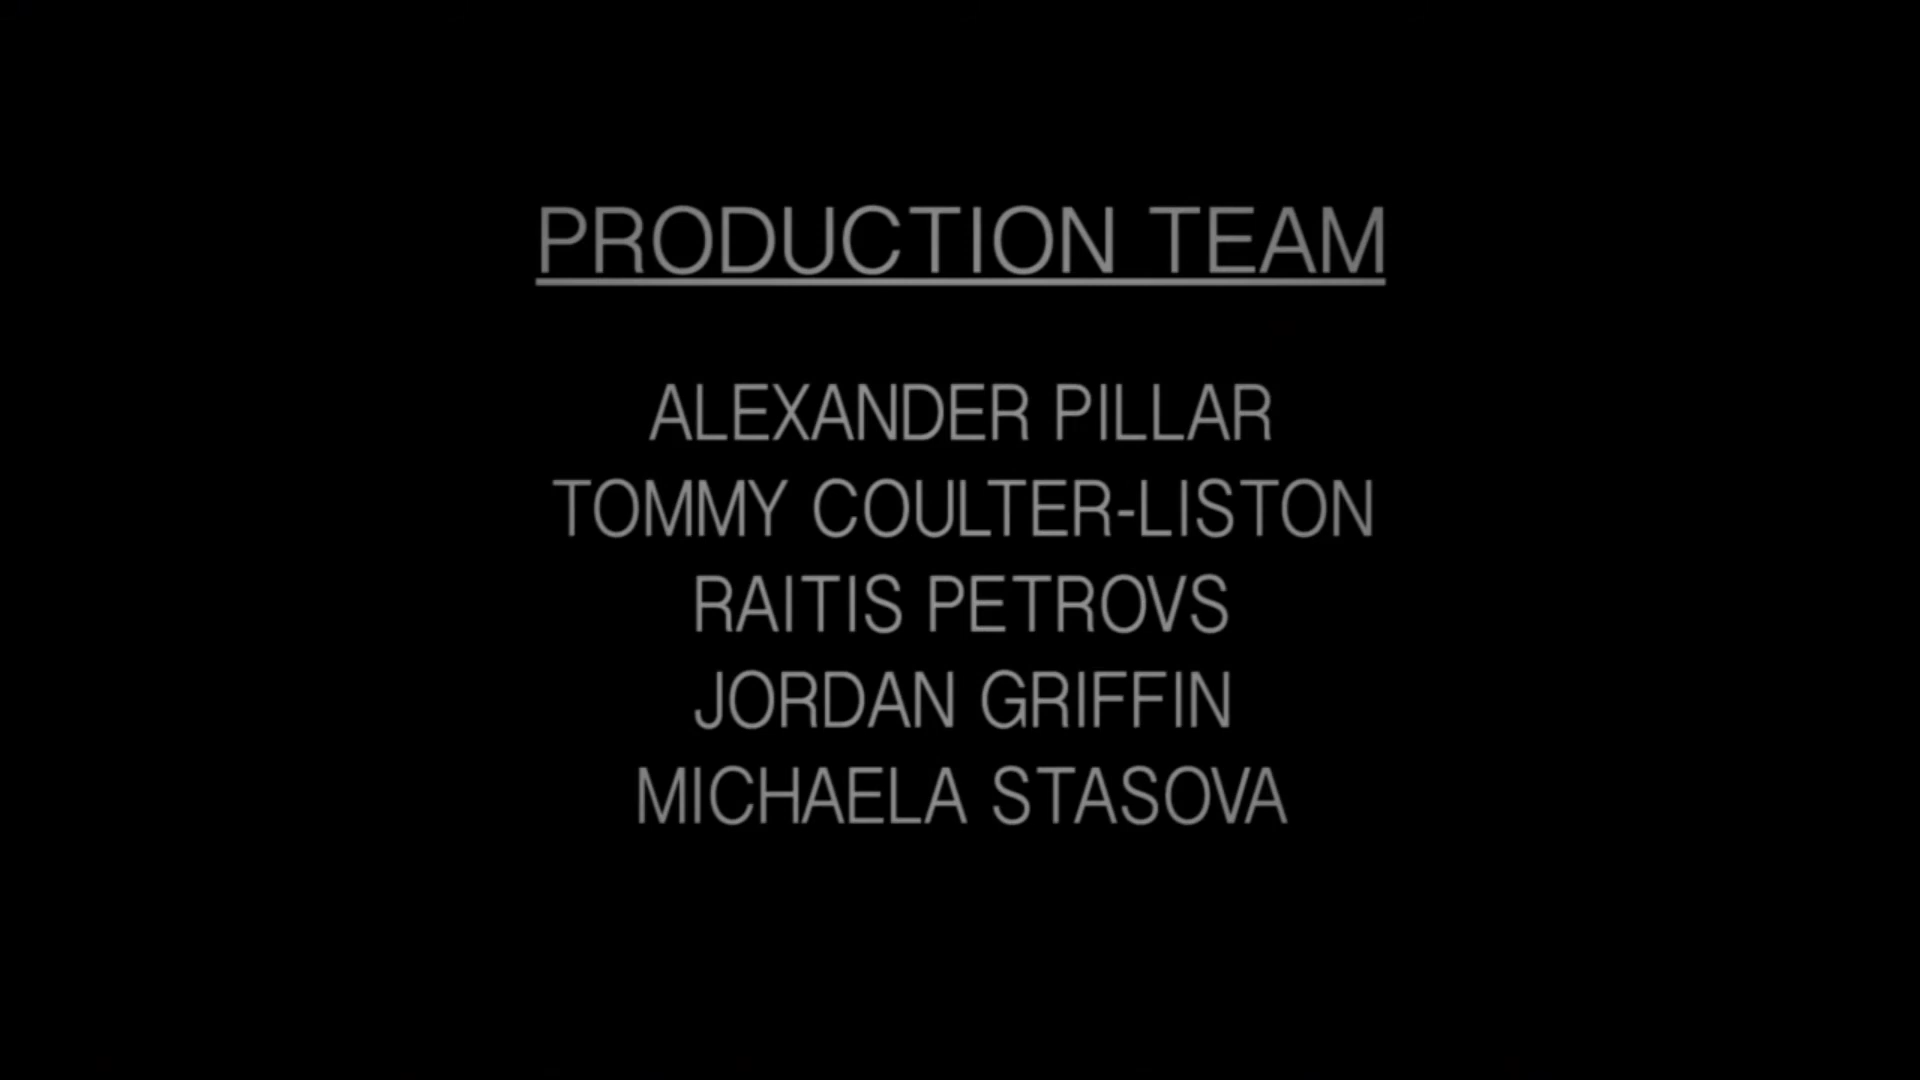 PRODUCTION TEAM
ALEXANDER PILLAR
TOMMY COULTER-LISTON
RAITIS PETROVS
JORDAN GRIFFIN
MICHAELA STASOVA